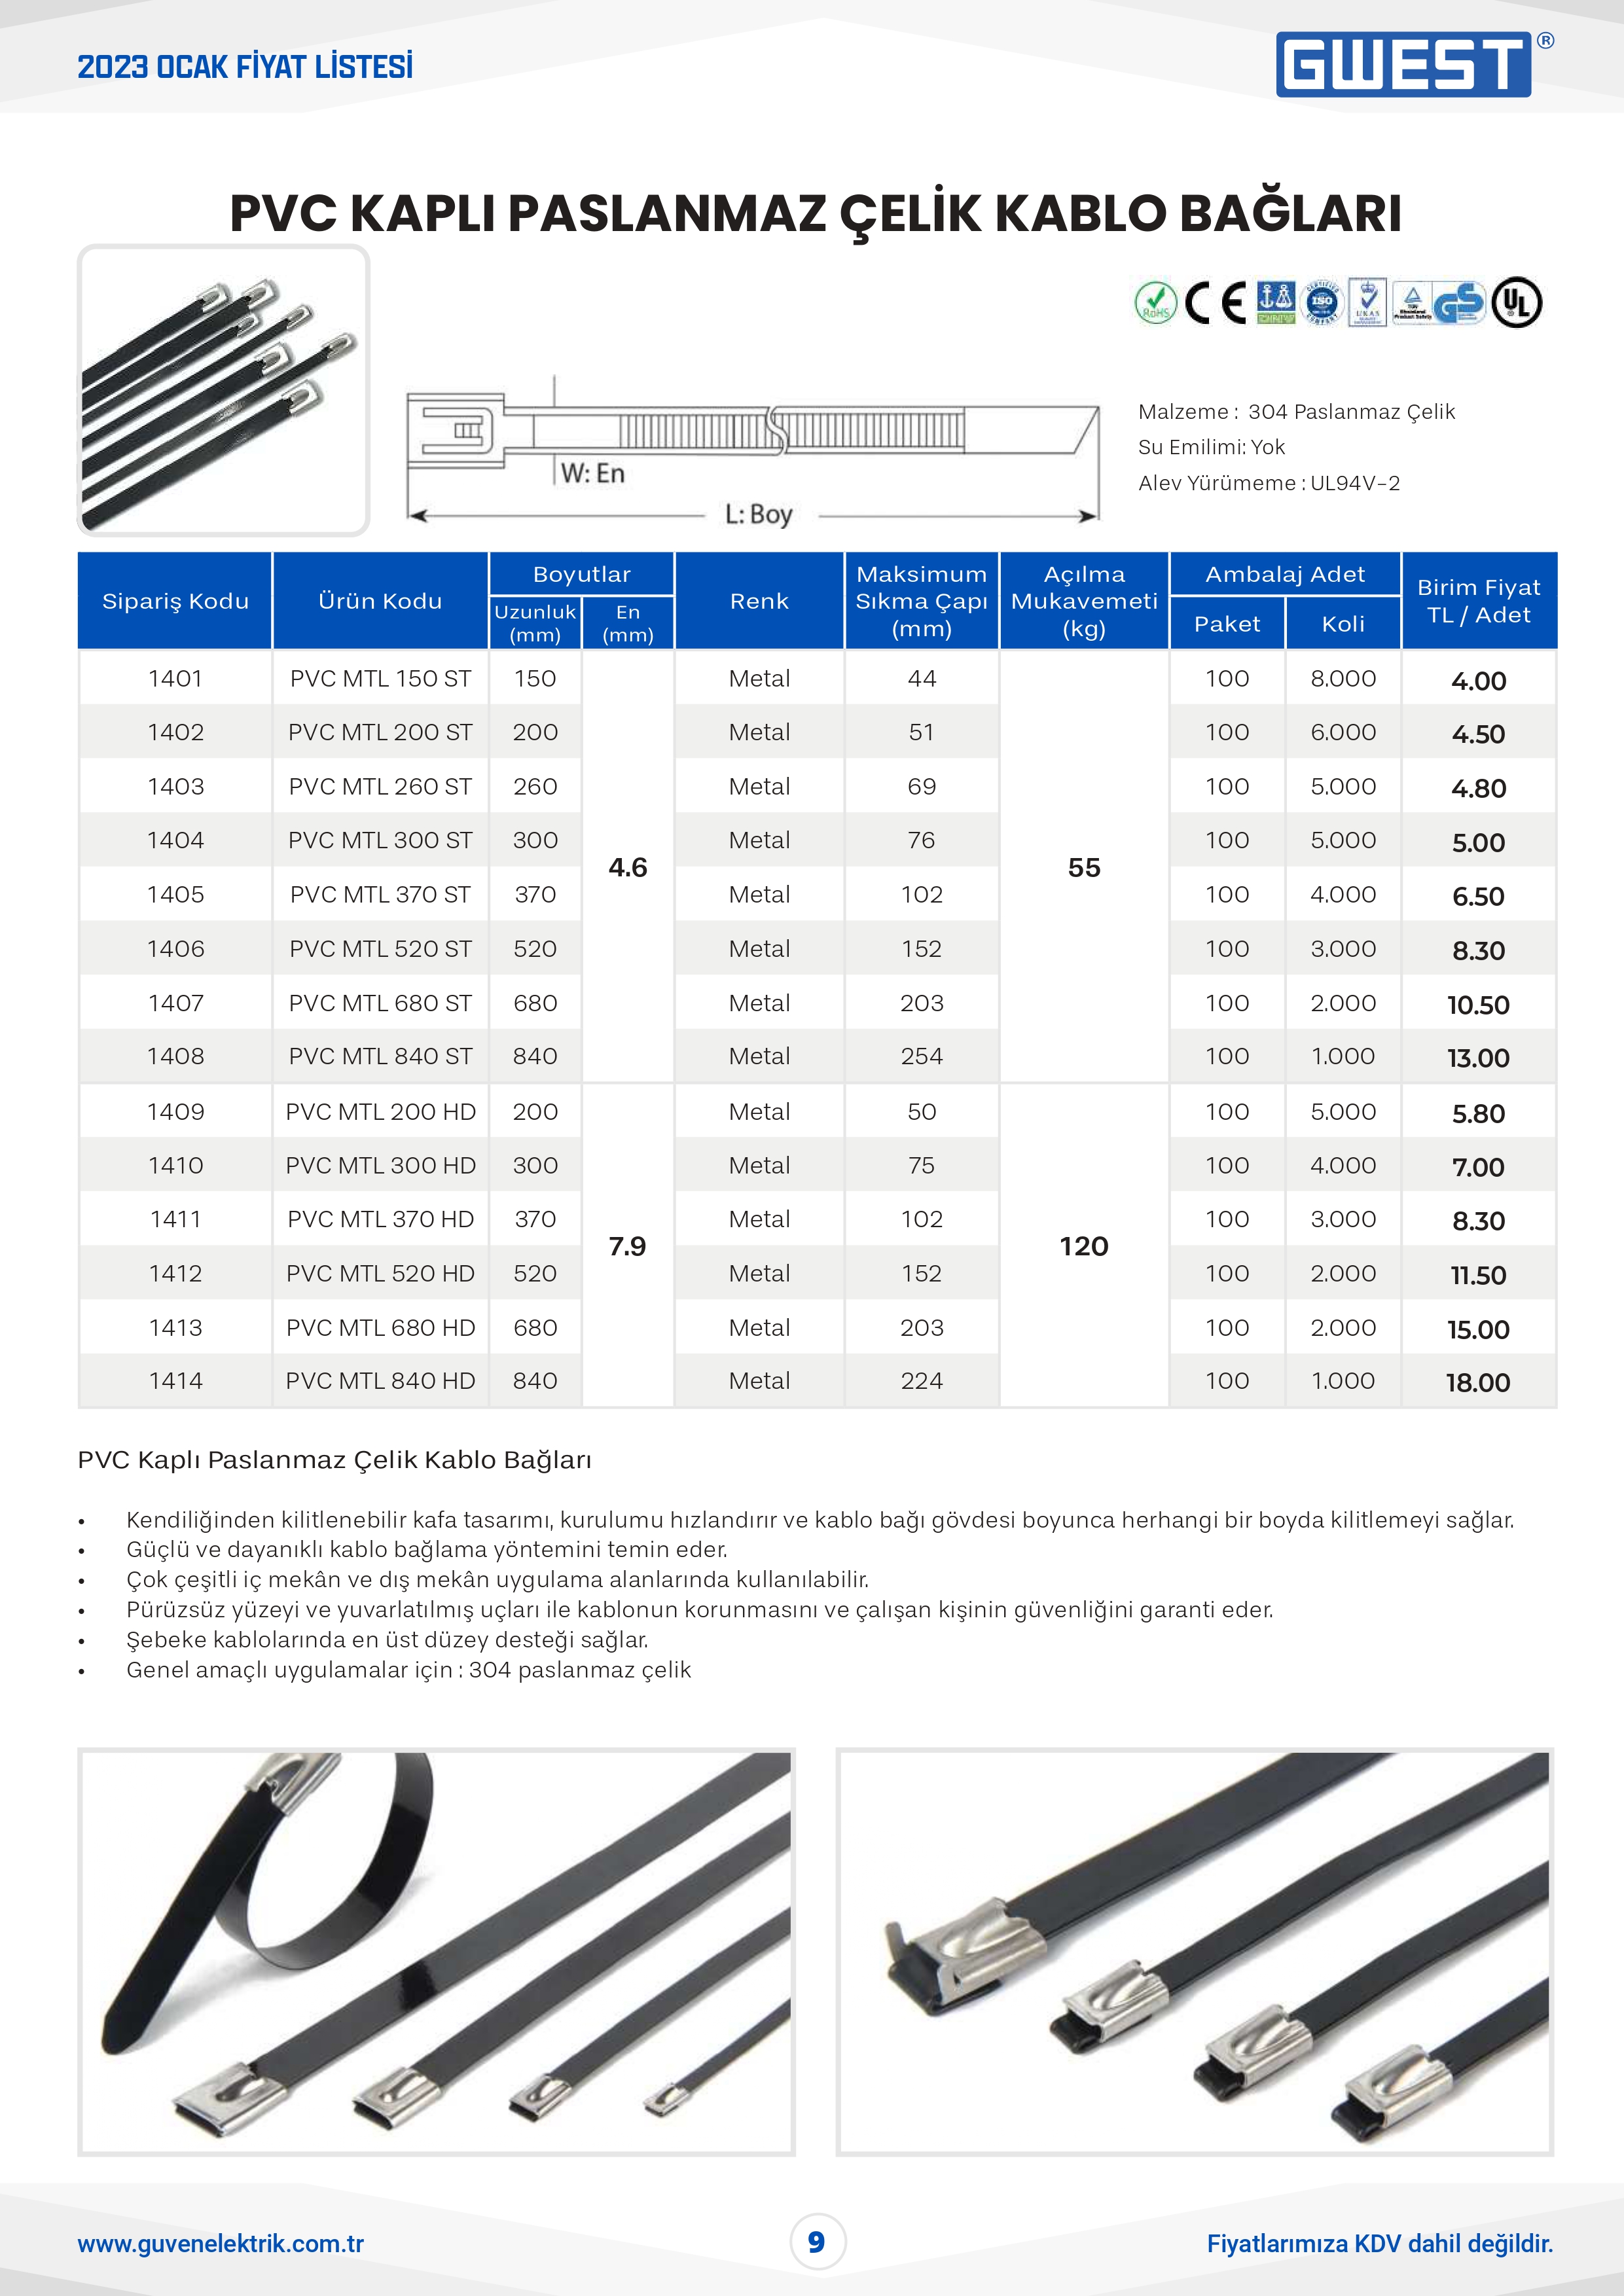 2023 OCAK FİYAT LİSTESİ
GWEST ®
PVC KAPLI PASLANMAZ ÇELİK KABLO BAĞLARI
RoHS CE ISO UKAS GS UL
W: En
L: Boy
Malzeme : 304 Paslanmaz Çelik
Su Emilimi: Yok
Alev Yürümeme : UL94V-2
Sipariş Kodu Ürün Kodu Boyutlar Renk Maksimum Sıkma Çapı (mm) Açılma Mukavemeti (kg) Ambalaj Adet Birim Fiyat TL / Adet
Uzunluk (mm) En (mm) Paket Koli
1401 PVC MTL 150 ST 150 Metal 44 100 8.000 4.00
1402 PVC MTL 200 ST 200 Metal 51 100 6.000 4.50
1403 PVC MTL 260 ST 260 Metal 69 100 5.000 4.80
1404 PVC MTL 300 ST 300 Metal 76 100 5.000 5.00
4.6 55
1405 PVC MTL 370 ST 370 Metal 102 100 4.000 6.50
1406 PVC MTL 520 ST 520 Metal 152 100 3.000 8.30
1407 PVC MTL 680 ST 680 Metal 203 100 2.000 10.50
1408 PVC MTL 840 ST 840 Metal 254 100 1.000 13.00
1409 PVC MTL 200 HD 200 Metal 50 100 5.000 5.80
1410 PVC MTL 300 HD 300 Metal 75 100 4.000 7.00
1411 PVC MTL 370 HD 370 Metal 102 100 3.000 8.30
7.9 120
1412 PVC MTL 520 HD 520 Metal 152 100 2.000 11.50
1413 PVC MTL 680 HD 680 Metal 203 100 2.000 15.00
1414 PVC MTL 840 HD 840 Metal 224 100 1.000 18.00
PVC Kaplı Paslanmaz Çelik Kablo Bağları
• Kendiliğinden kilitlenebilir kafa tasarımı, kurulumu hızlandırır ve kablo bağı gövdesi boyunca herhangi bir boyda kilitlemeyi sağlar.
• Güçlü ve dayanıklı kablo bağlama yöntemini temin eder.
• Çok çeşitli iç mekân ve dış mekân uygulama alanlarında kullanılabilir.
• Pürüzsüz yüzeyi ve yuvarlatılmış uçları ile kablonun korunmasını ve çalışan kişinin güvenliğini garanti eder.
• Şebeke kablolarında en üst düzey desteği sağlar.
• Genel amaçlı uygulamalar için : 304 paslanmaz çelik
www.guvenelektrik.com.tr
9
Fiyatlarımıza KDV dahil değildir.